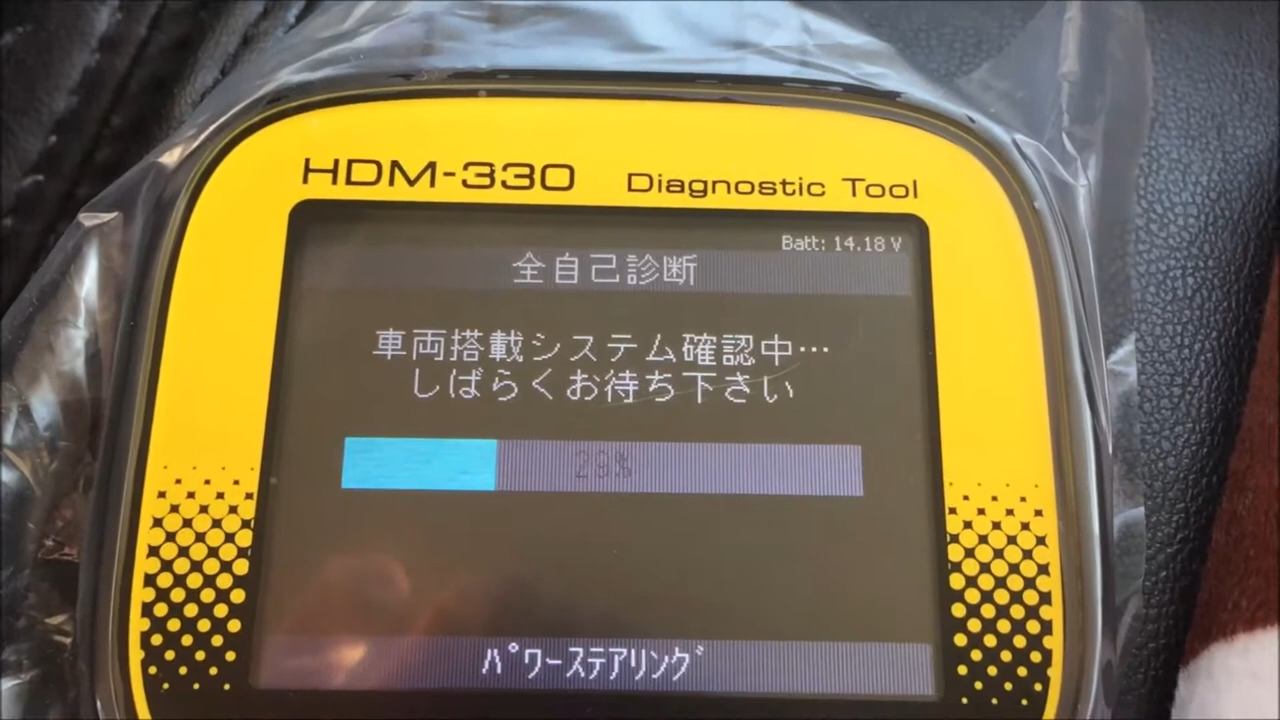 HDM-330 Diagnostic Tool
Batt: 14.18 V
全自己診断
車両搭載システム確認中…
しばらくお待ち下さい
29%
ﾊﾟﾜｰｽﾃｱﾘﾝｸﾞ